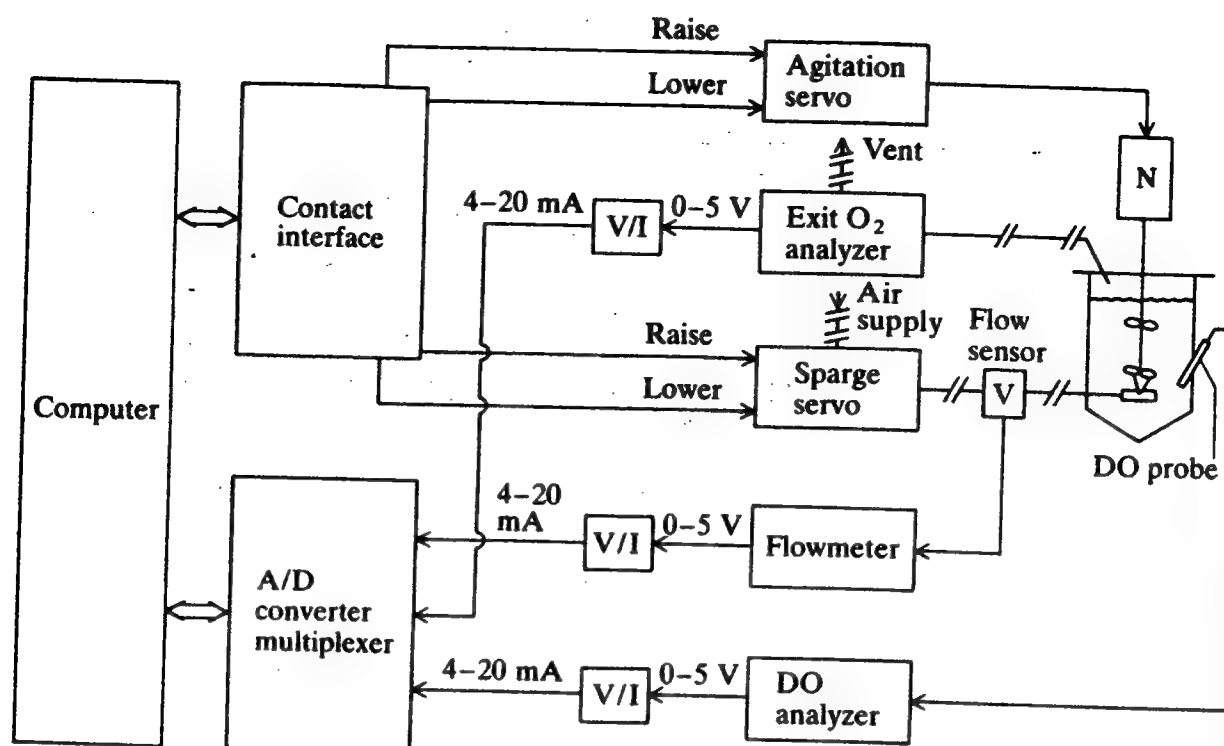 Raise
Lower
Agitation
servo
Vent
N
Contact
interface
4–20 mA
V/I
0–5 V
Exit O₂
analyzer
Air
supply
Flow
sensor
Raise
Lower
Sparge
servo
V
Computer
DO probe
4–20
mA
V/I
0–5 V
Flowmeter
A/D
converter
multiplexer
4–20 mA
V/I
0–5 V
DO
analyzer